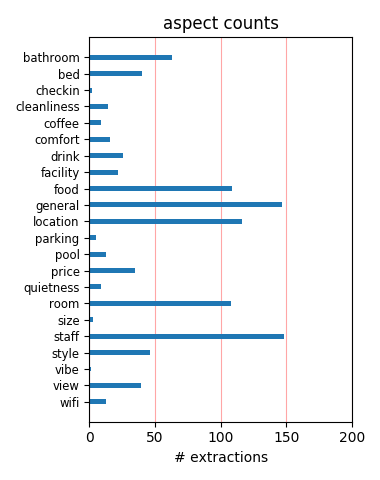 aspect counts
bathroom
bed
checkin
cleanliness
coffee
comfort
drink
facility
food
general
location
parking
pool
price
quietness
room
size
staff
style
vibe
view
wifi
0 50 100 150 200
# extractions